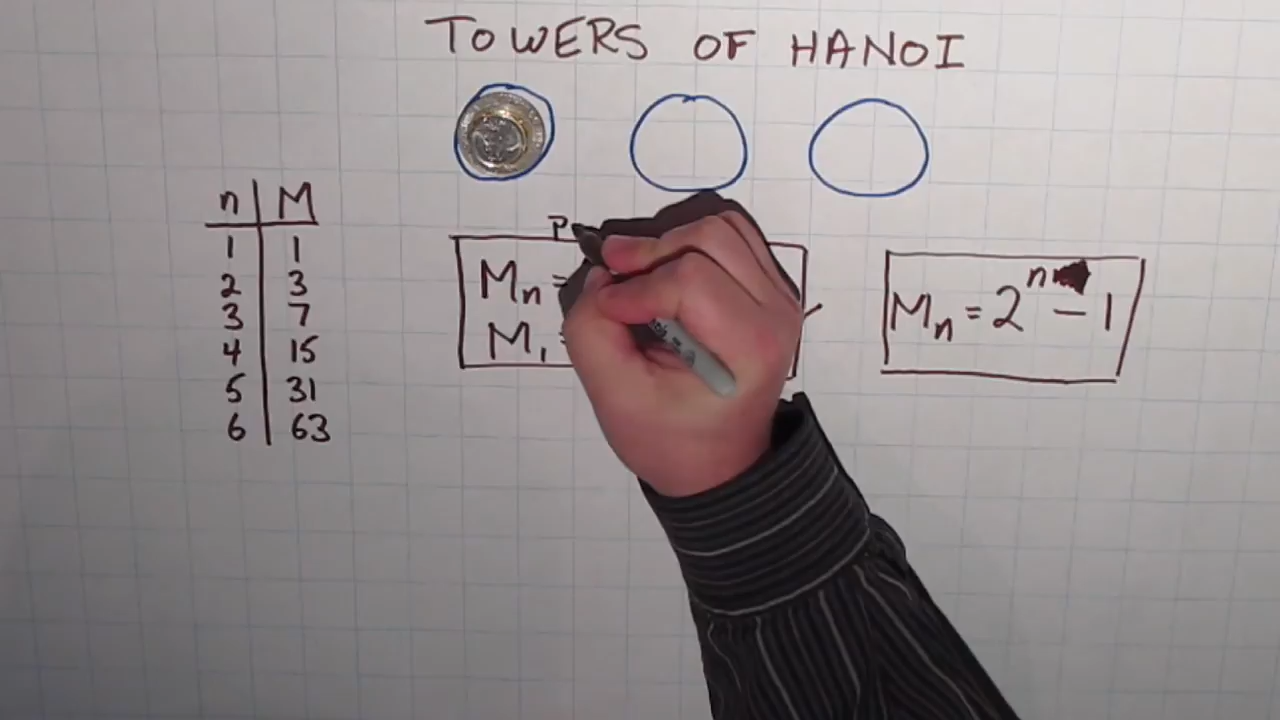 TOWERS OF HANOI
n M
1 1
2 3
3 7
4 15
5 31
6 63
P
Mn =
M1 =
Mn = 2^n - 1